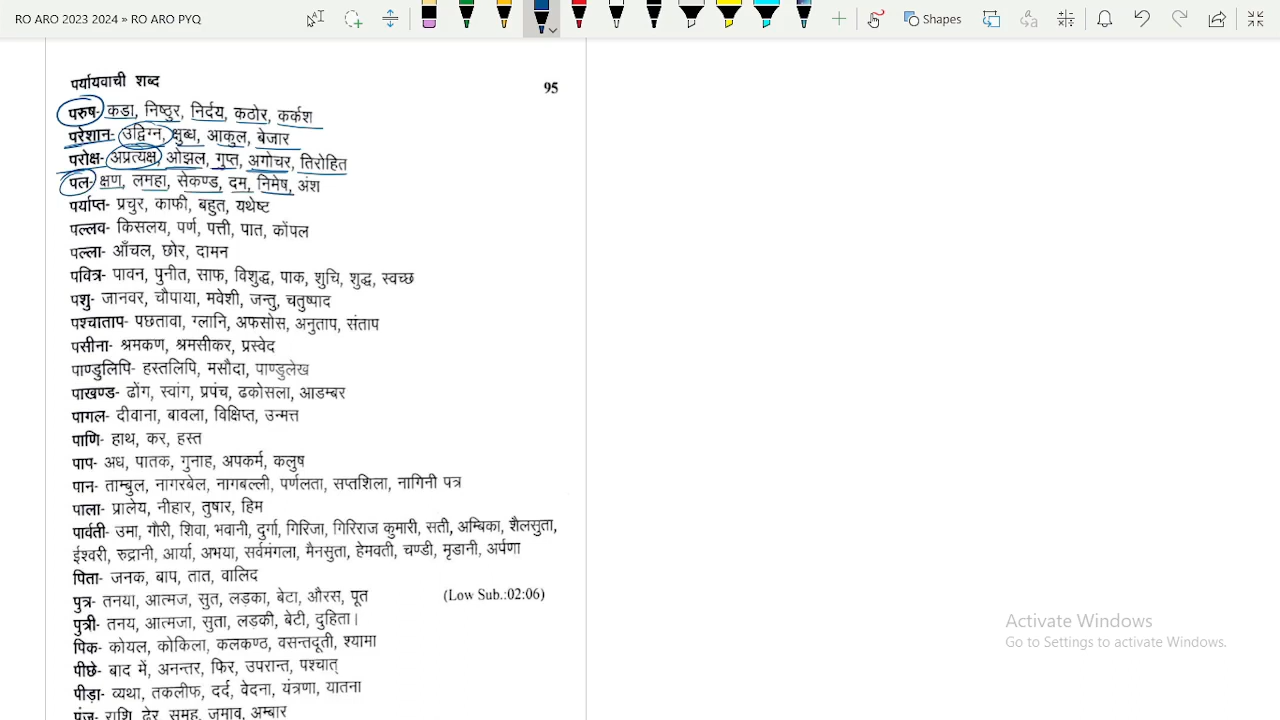 RO ARO 2023 2024 » RO ARO PYQ
Shapes
पर्यायवाची शब्द 95
परुष- कडा, निष्ठुर, निर्दय, कठोर, कर्कश
परेशान- उद्विग्न, क्षुब्ध, आकुल, बेजार
परोक्ष- अप्रत्यक्ष, ओझल, गुप्त, अगोचर, तिरोहित
पल- क्षण, लमहा, सेकण्ड, दम, निमेष, अंश
पर्याप्त- प्रचुर, काफी, बहुत, यथेष्ट
पल्लव- किसलय, पर्ण, पत्ती, पात, कोंपल
पल्ला- आँचल, छोर, दामन
पवित्र- पावन, पुनीत, साफ, विशुद्ध, पाक, शुचि, शुद्ध, स्वच्छ
पशु- जानवर, चौपाया, मवेशी, जन्तु, चतुष्पाद
पश्चाताप- पछतावा, ग्लानि, अफसोस, अनुताप, संताप
पसीना- श्रमकण, श्रमसीकर, प्रस्वेद
पाण्डुलिपि- हस्तलिपि, मसौदा, पाण्डुलेख
पाखण्ड- ढोंग, स्वांग, प्रपंच, ढकोसला, आडम्बर
पागल- दीवाना, बावला, विक्षिप्त, उन्मत्त
पाणि- हाथ, कर, हस्त
पाप- अध, पातक, गुनाह, अपकर्म, कलुष
पान- ताम्बुल, नागरबेल, नागबल्ली, पर्णलता, सप्तशिला, नागिनी पत्र
पाला- प्रालेय, नीहार, तुषार, हिम
पार्वती- उमा, गौरी, शिवा, भवानी, दुर्गा, गिरिजा, गिरिराज कुमारी, सती, अम्बिका, शैलसुता,
ईश्वरी, रुद्रानी, आर्या, अभया, सर्वमंगला, मैनसुता, हेमवती, चण्डी, मृडानी, अर्पणा
पिता- जनक, बाप, तात, वालिद
पुत्र- तनया, आत्मज, सुत, लड़का, बेटा, औरस, पूत (Low Sub.:02:06)
पुत्री- तनय, आत्मजा, सुता, लडकी, बेटी, दुहिता।
पिक- कोयल, कोकिला, कलकण्ठ, वसन्तदूती, श्यामा
पीछे- बाद में, अनन्तर, फिर, उपरान्त, पश्चात्
पीड़ा- व्यथा, तकलीफ, दर्द, वेदना, यंत्रणा, यातना
पुंज- राशि, ढेर, समूह, जमाव, अम्बार
Activate Windows
Go to Settings to activate Windows.